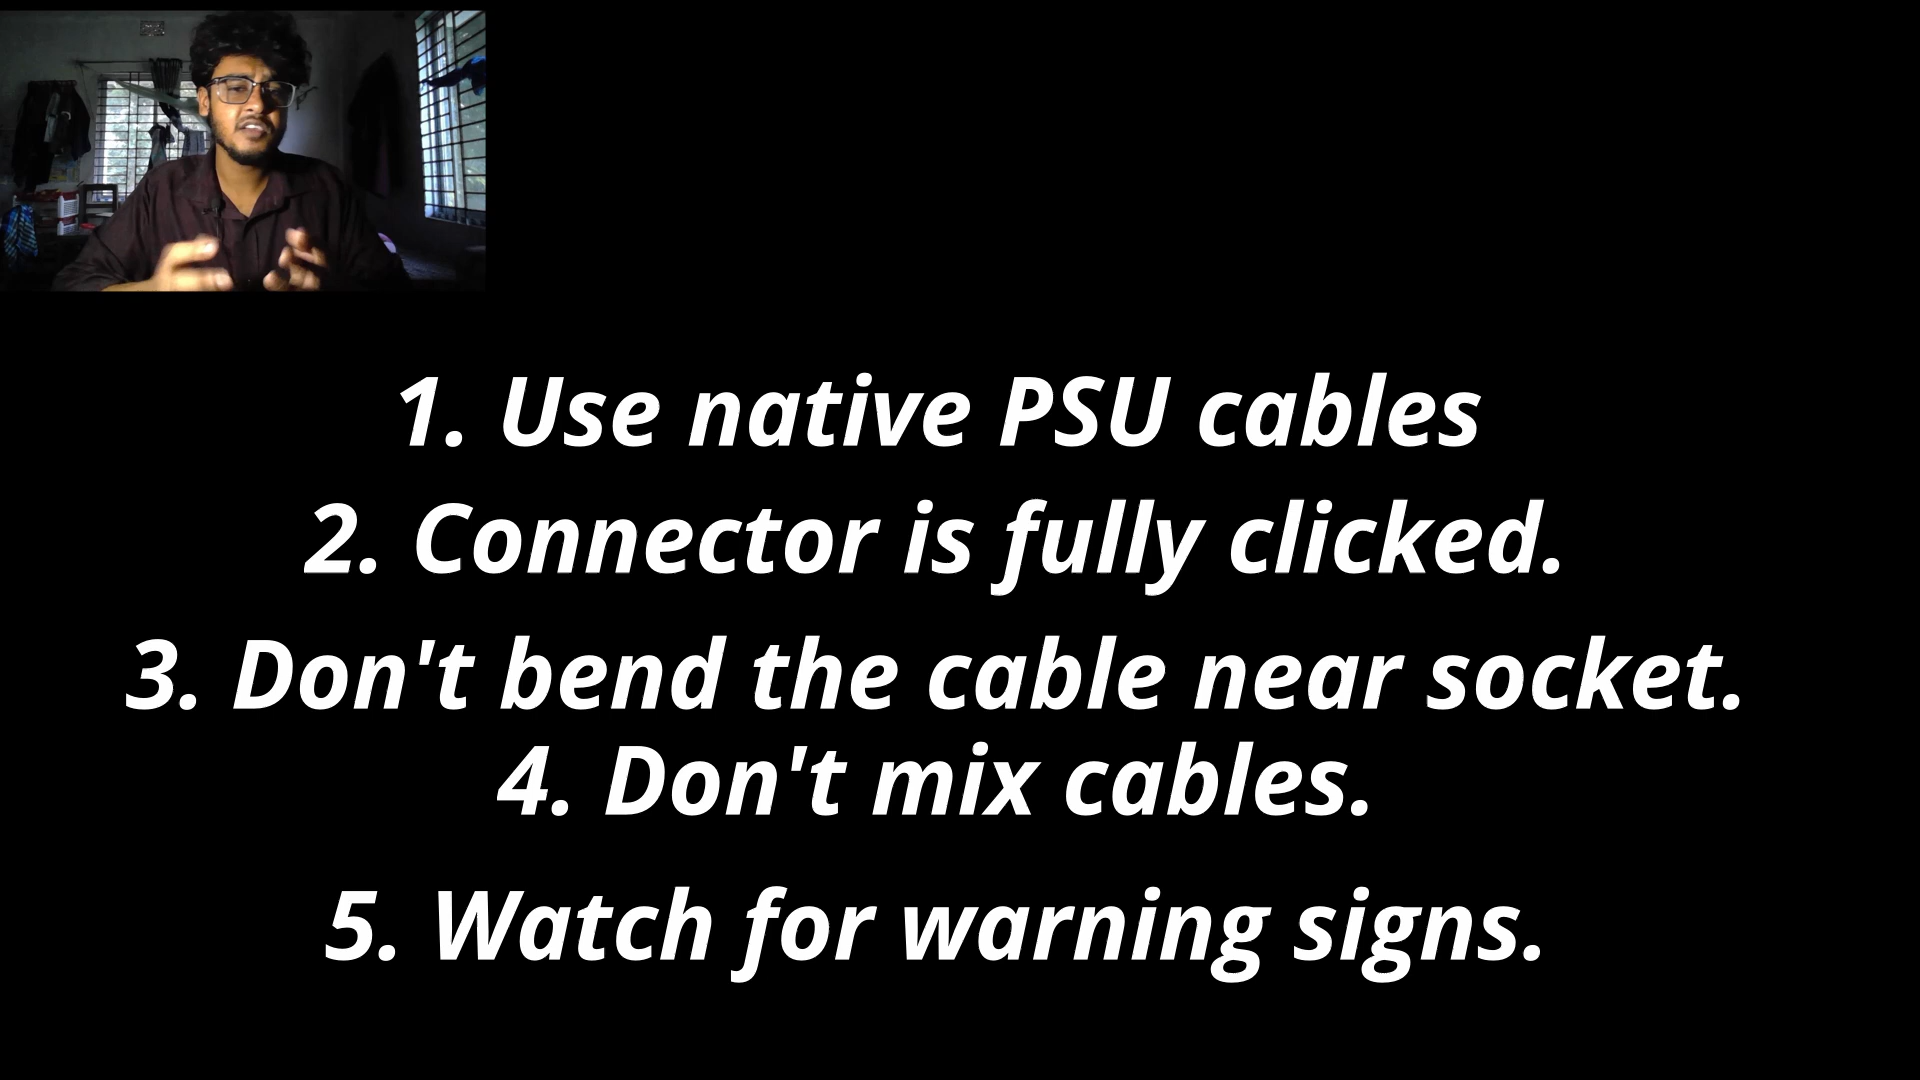 1. Use native PSU cables
2. Connector is fully clicked.
3. Don't bend the cable near socket.
4. Don't mix cables.
5. Watch for warning signs.